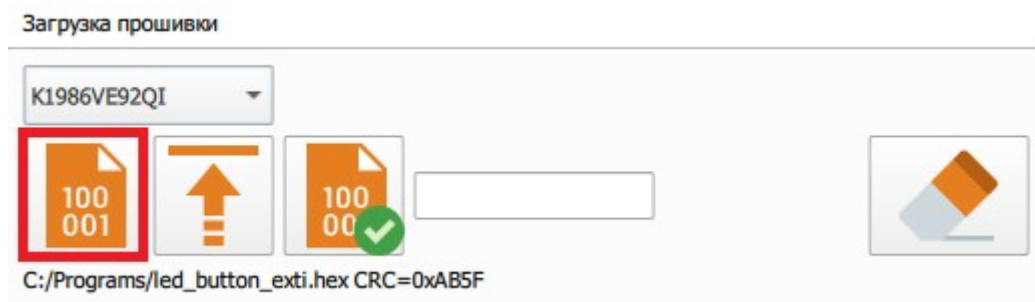 Загрузка прошивки
K1986VE92QI
100
001
100
00
C:/Programs/led_button_exti.hex CRC=0xAB5F